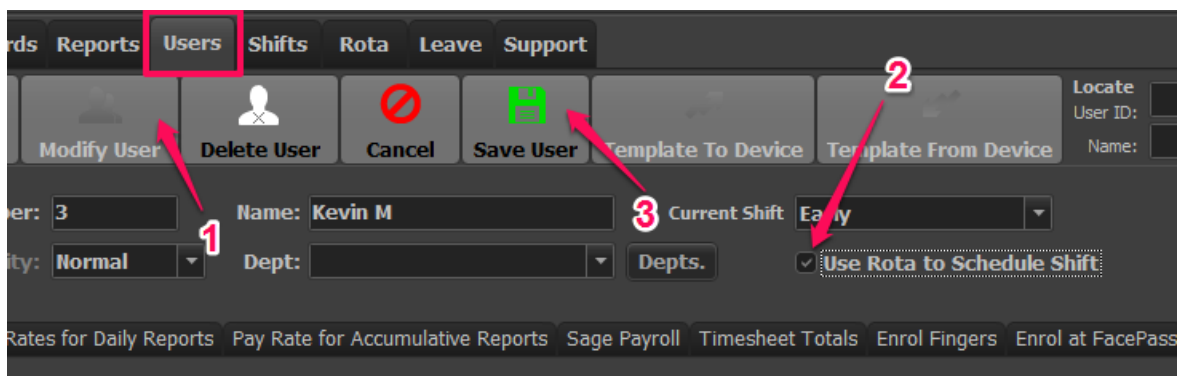 rds Reports Users Shifts Rota Leave Support
2
Locate
User ID:
Modify User Delete User Cancel Save User Template To Device Template From Device Name:
er: 3 Name: Kevin M 3 Current Shift Early
1
ity: Normal Dept: Depts. Use Rota to Schedule Shift
Rates for Daily Reports Pay Rate for Accumulative Reports Sage Payroll Timesheet Totals Enrol Fingers Enrol at FacePass